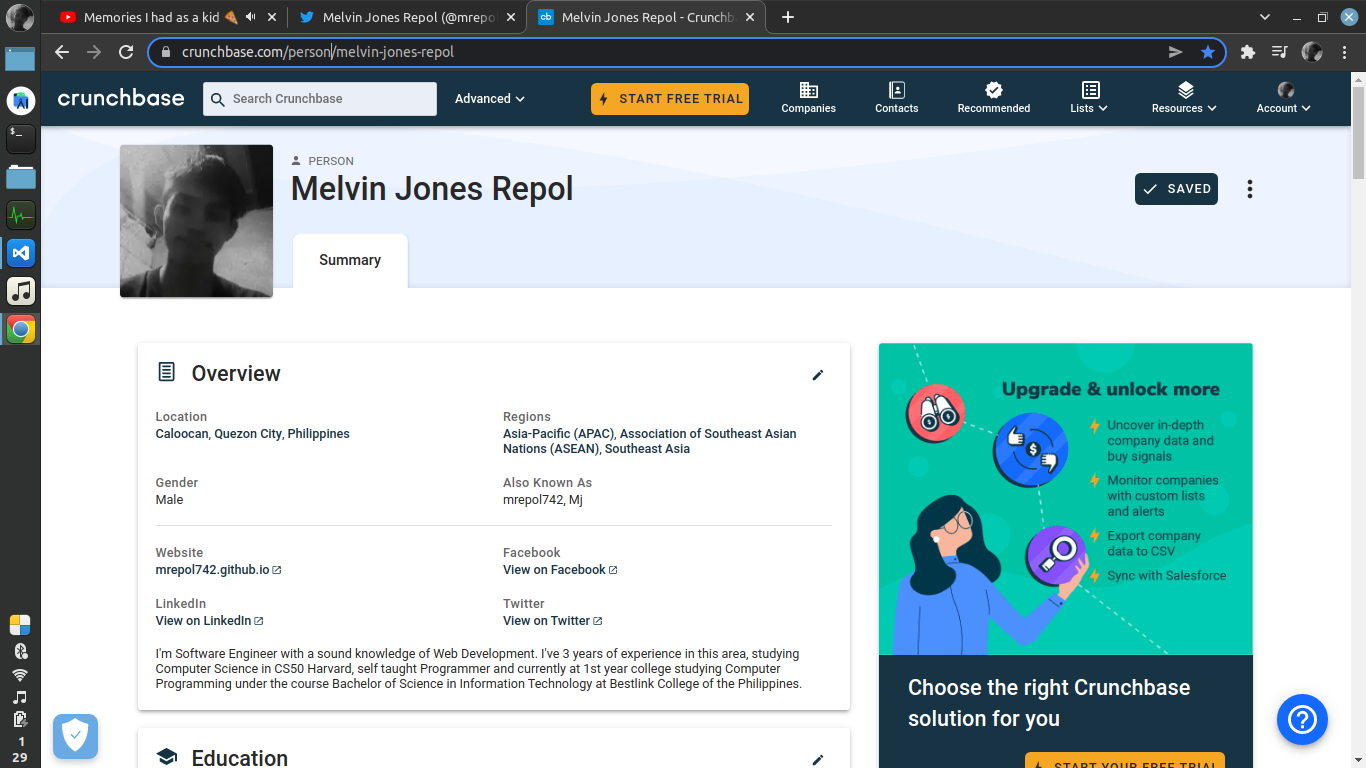 Memories I had as a kid 🍕
Melvin Jones Repol (@mrepo
Melvin Jones Repol - Crunchb
crunchbase.com/person/melvin-jones-repol
crunchbase
Search Crunchbase
Advanced
START FREE TRIAL
Companies
Contacts
Recommended
Lists
Resources
Account
PERSON
Melvin Jones Repol
SAVED
Summary
Overview
Location
Caloocan, Quezon City, Philippines
Regions
Asia-Pacific (APAC), Association of Southeast Asian
Nations (ASEAN), Southeast Asia
Gender
Male
Also Known As
mrepol742, Mj
Website
mrepol742.github.io
Facebook
View on Facebook
LinkedIn
View on LinkedIn
Twitter
View on Twitter
I'm Software Engineer with a sound knowledge of Web Development. I've 3 years of experience in this area, studying
Computer Science in CS50 Harvard, self taught Programmer and currently at 1st year college studying Computer
Programming under the course Bachelor of Science in Information Technology at Bestlink College of the Philippines.
Education
Upgrade & unlock more
Uncover in-depth
company data and
buy signals
Monitor companies
with custom lists
and alerts
Export company
data to CSV
Sync with Salesforce
Choose the right Crunchbase
solution for you
START YOUR FREE TRIAL
1
29